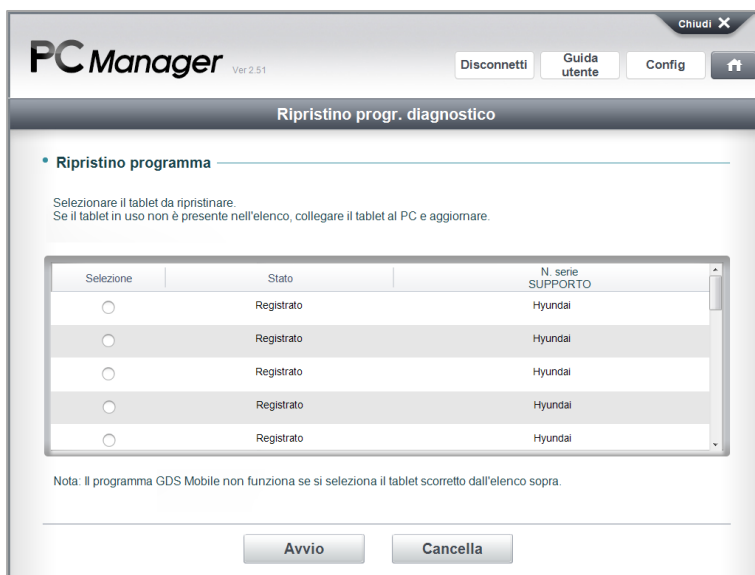 Chiudi X
PC Manager Ver 2.51
Disconnetti
Guida
utente
Config
Ripristino progr. diagnostico
Ripristino programma
Selezionare il tablet da ripristinare.
Se il tablet in uso non è presente nell'elenco, collegare il tablet al PC e aggiornare.
Selezione Stato N. serie
SUPPORTO
Registrato Hyundai
Registrato Hyundai
Registrato Hyundai
Registrato Hyundai
Registrato Hyundai
Nota: Il programma GDS Mobile non funziona se si seleziona il tablet scorretto dall'elenco sopra.
Avvio Cancella